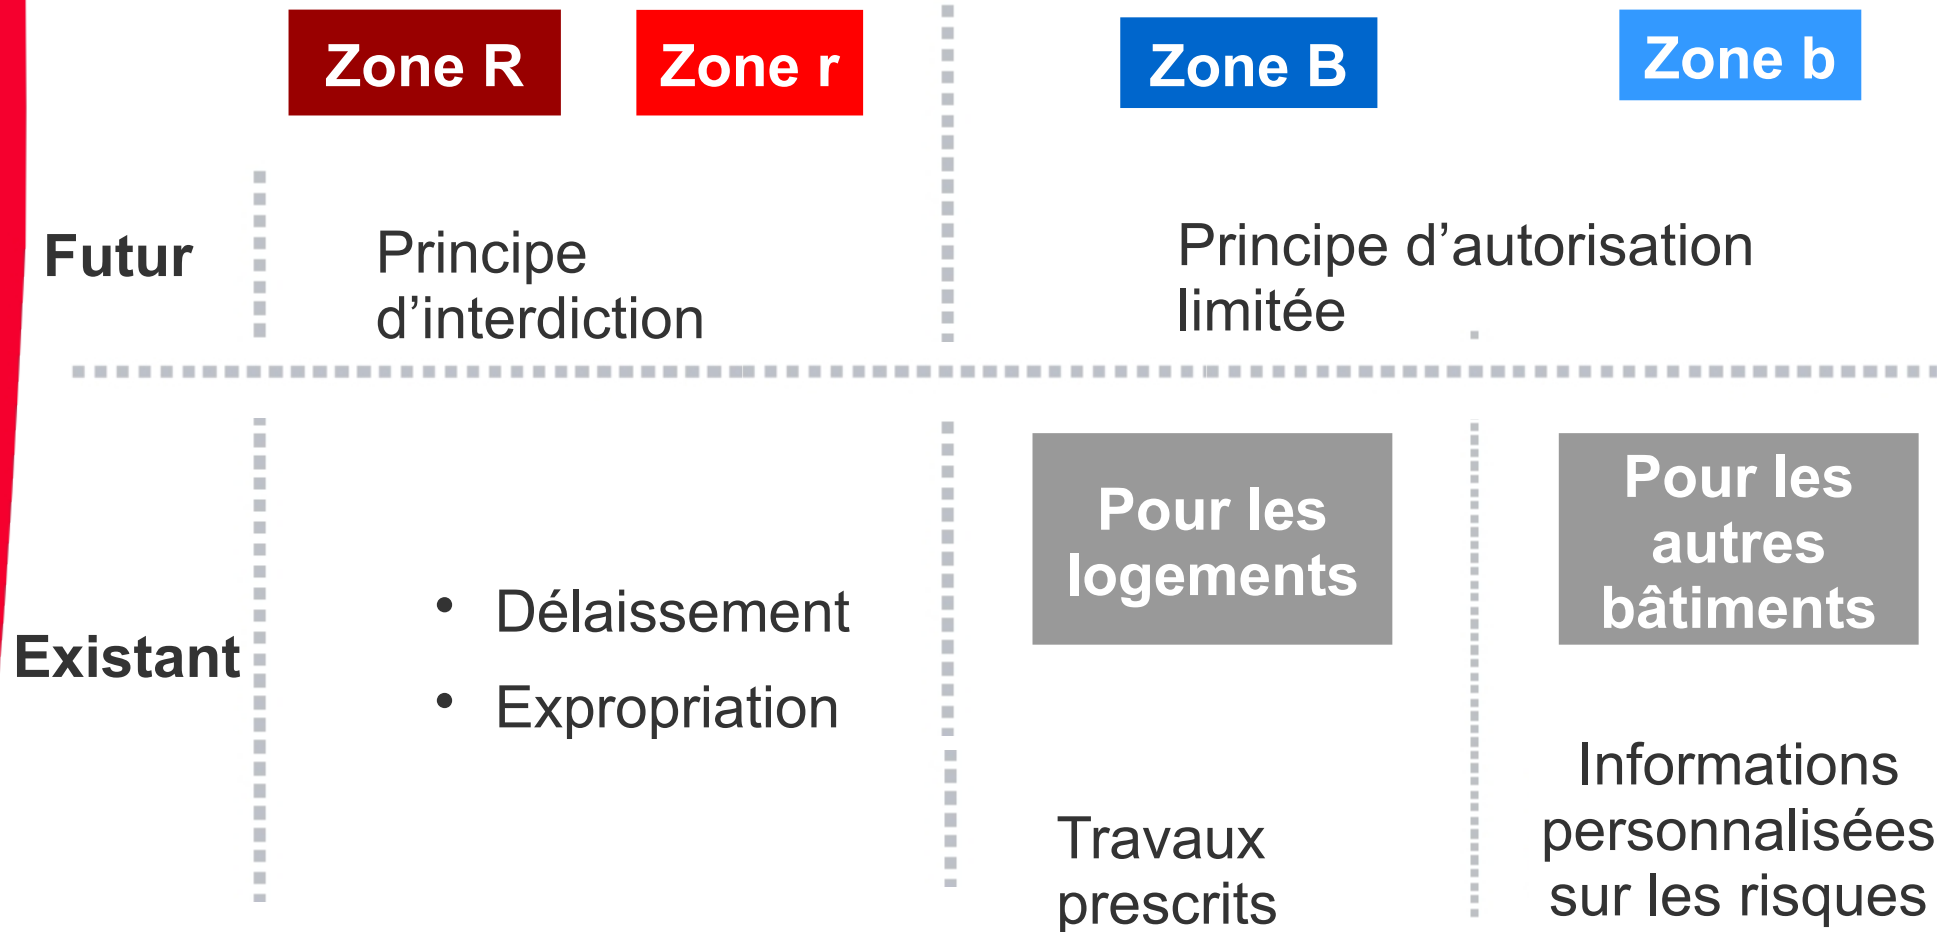 Zone R
Zone r
Zone B
Zone b
Futur
Principe
d’interdiction
Principe d’autorisation
limitée
Existant
• Délaissement
• Expropriation
Pour les
logements
Travaux
prescrits
Pour les
autres
bâtiments
Informations
personnalisées
sur les risques